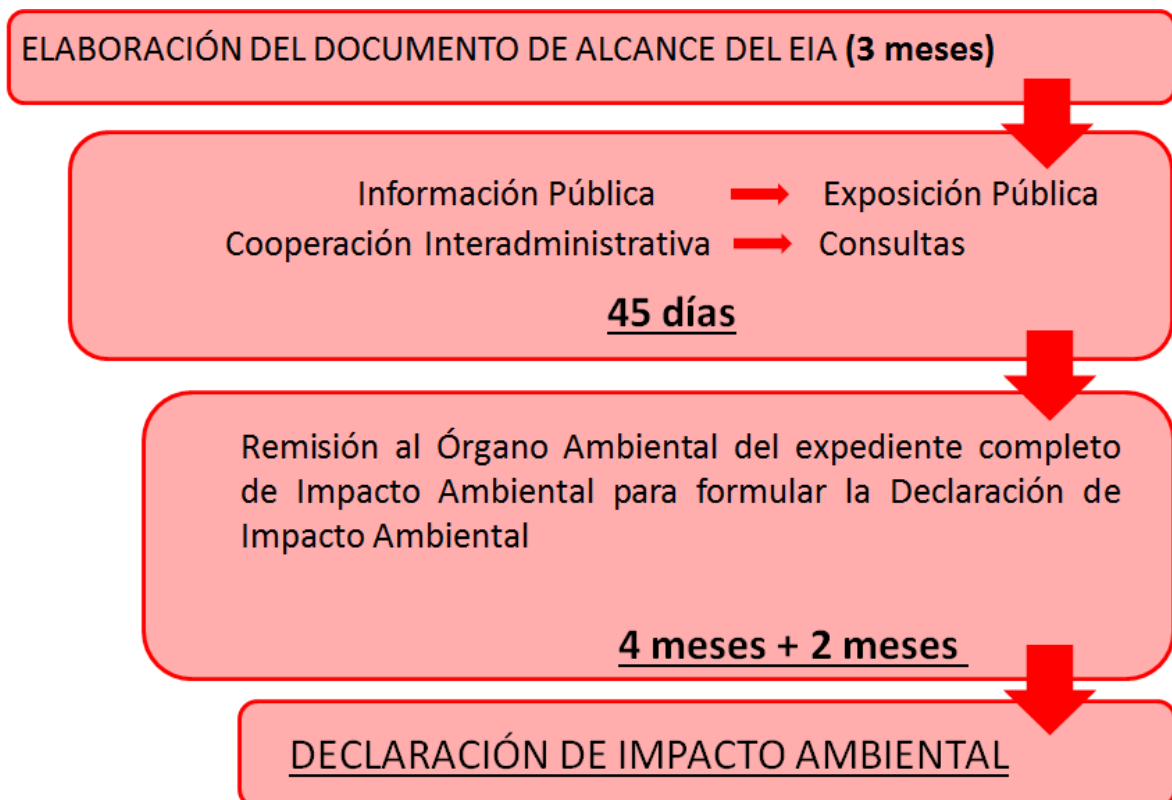 ELABORACIÓN DEL DOCUMENTO DE ALCANCE DEL EIA (3 meses)
Información Pública Exposición Pública
Cooperación Interadministrativa Consultas
45 días
Remisión al Órgano Ambiental del expediente completo
de Impacto Ambiental para formular la Declaración de
Impacto Ambiental
4 meses + 2 meses
DECLARACIÓN DE IMPACTO AMBIENTAL